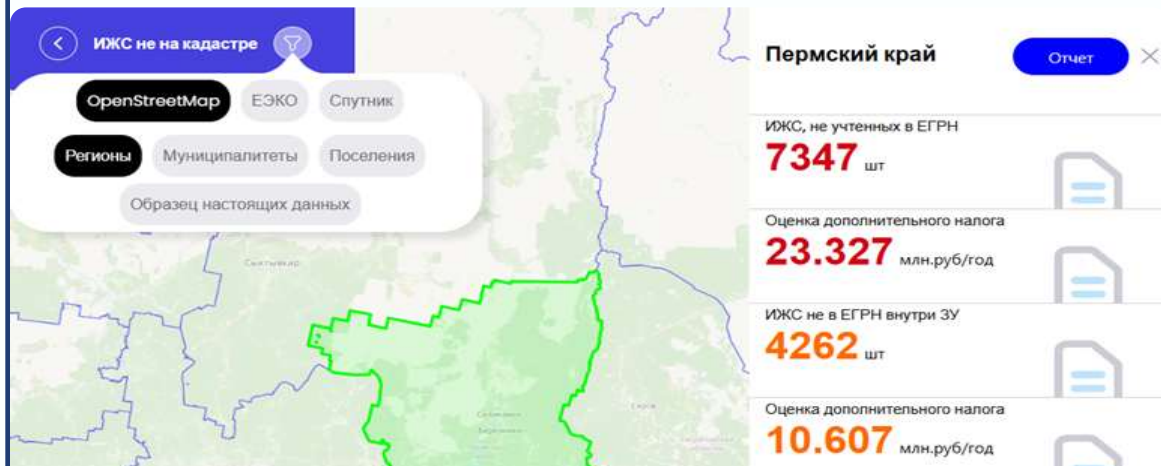 ИЖС не на кадастре
OpenStreetMap ЕЭКО Спутник
Регионы Муниципалитеты Поселения
Образец настоящих данных
Сыктывкар
Пермский край
Отчет
ИЖС, не учтенных в ЕГРН
7347 шт
Оценка дополнительного налога
23.327 млн.руб/год
ИЖС не в ЕГРН внутри ЗУ
4262 шт
Оценка дополнительного налога
10.607 млн.руб/год